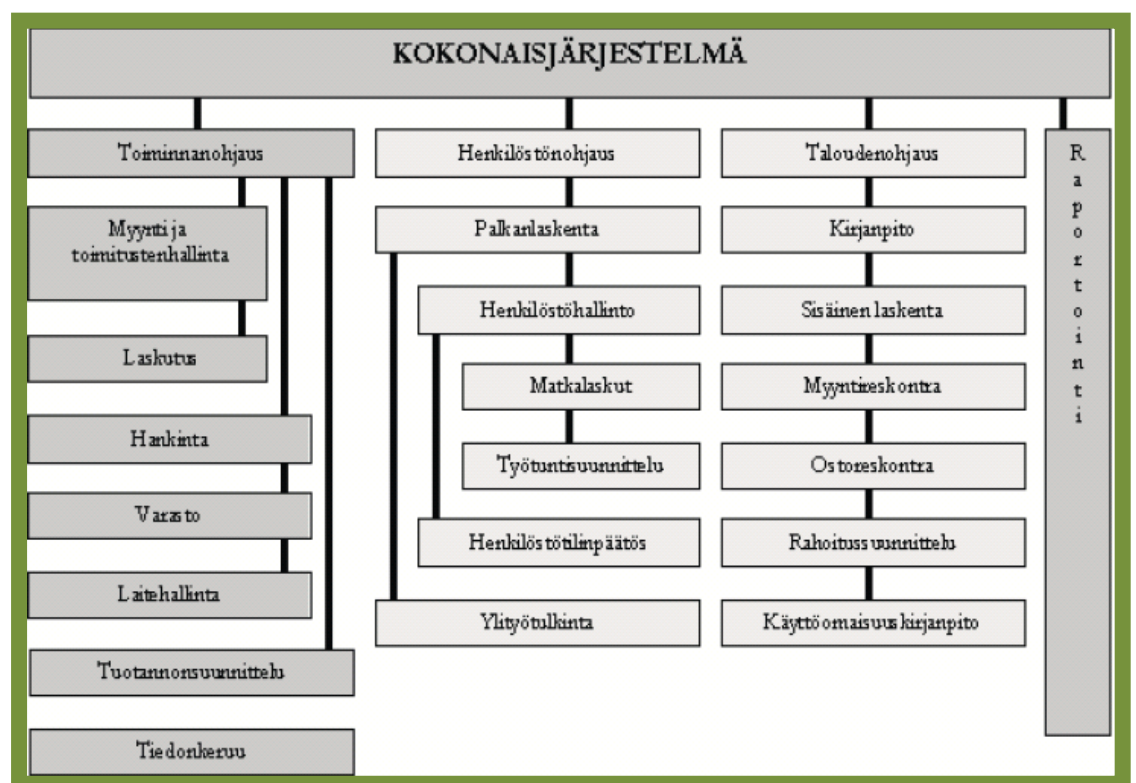 KOKONAISJÄRJESTELMÄ
Toiminnanohjaus
Myynti ja
toimitustenhallinta
Laskutus
Hankinta
Varasto
Laitehallinta
Tuotannonsuunnittelu
Tiedonkeruu
Henkilöstönohjaus
Palkanlaskenta
Henkilöstöhallinto
Matkalaskut
Työtuntisuunnittelu
Henkilöstötilinpäätös
Ylityötulkinta
Taloudenohjaus
Kirjanpito
Sisäinen laskenta
Myyntireskontra
Ostoreskontra
Rahoitussuunnittelu
Käyttöomaisuuskirjanpito
Raportointi